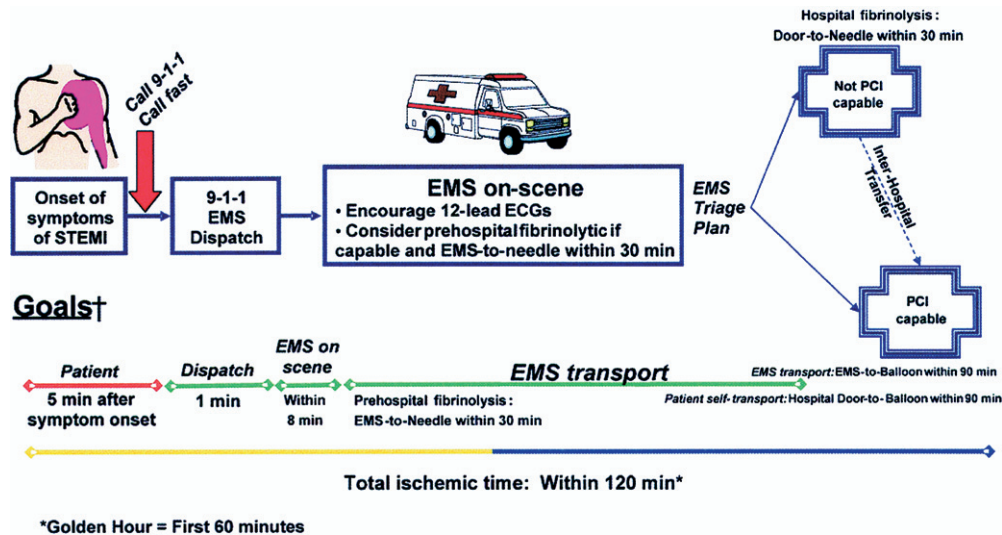 Hospital fibrinolysis :
Door-to-Needle within 30 min
Call 9-1-1
Call fast
Not PCI
capable
Onset of
symptoms
of STEMI
9-1-1
EMS
Dispatch
EMS on-scene
• Encourage 12-lead ECGs
• Consider prehospital fibrinolytic if
capable and EMS-to-needle within 30 min
EMS
Triage
Plan
Inter-Hospital
Transfer
PCI
capable
Goals†
Patient
5 min after
symptom onset
Dispatch
1 min
EMS on
scene
Within
8 min
EMS transport
Prehospital fibrinolysis :
EMS-to-Needle within 30 min
EMS transport: EMS-to-Balloon within 90 min
Patient self-transport: Hospital Door-to-Balloon within 90 min
Total ischemic time: Within 120 min*
*Golden Hour = First 60 minutes